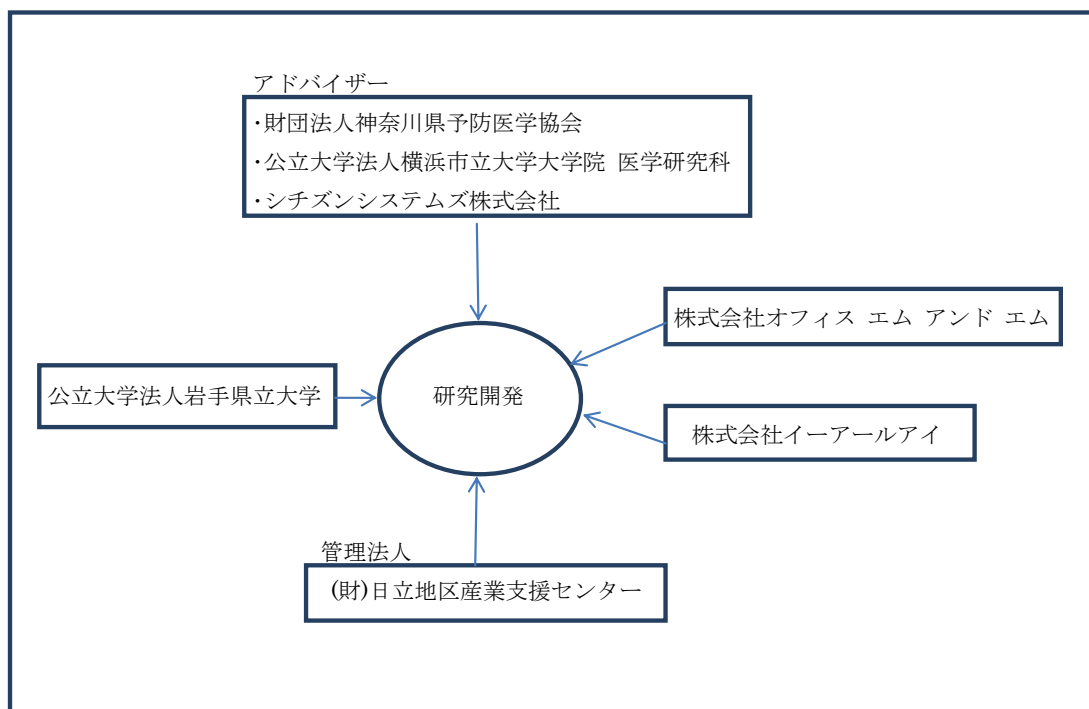 アドバイザー
・財団法人神奈川県予防医学協会
・公立大学法人横浜市立大学大学院 医学研究科
・シチズンシステムズ株式会社
株式会社オフィス エム アンド エム
公立大学法人岩手県立大学
研究開発
株式会社イーアールアイ
管理法人
(財)日立地区産業支援センター